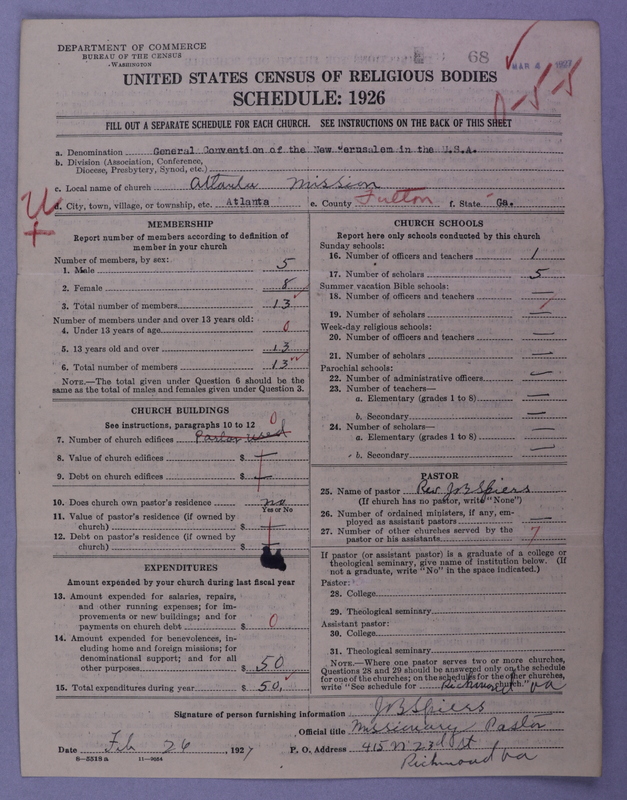 DEPARTMENT OF COMMERCE
BUREAU OF THE CENSUS
WASHINGTON
68
MAR 4 1927
UNITED STATES CENSUS OF RELIGIOUS BODIES
SCHEDULE: 1926
FILL OUT A SEPARATE SCHEDULE FOR EACH CHURCH. SEE INSTRUCTIONS ON THE BACK OF THIS SHEET
a. Denomination General Convention of the New Jerusalem in the U.S.A.
b. Division (Association, Conference,
Diocese, Presbytery, Synod, etc.)
c. Local name of church Atlanta Mission
d. City, town, village, or township, etc. Atlanta e. County Fulton f. State Ga.
MEMBERSHIP
Report number of members according to definition of
member in your church
Number of members, by sex:
1. Male 5
2. Female 8
3. Total number of members 13
Number of members under and over 13 years old:
4. Under 13 years of age 0
5. 13 years old and over 13
6. Total number of members 13
NOTE.—The total given under Question 6 should be
same as the total of males and females given under Question 3.
CHURCH BUILDINGS
See instructions, paragraphs 10 to 12 0
7. Number of church edifices Parlor used
8. Value of church edifices $
9. Debt on church edifices $
10. Does church own pastor's residence no
Yes or No
11. Value of pastor's residence (if owned by
church) $
12. Debt on pastor's residence (if owned by
church) $
EXPENDITURES
Amount expended by your church during last fiscal year
13. Amount expended for salaries, repairs,
and other running expenses; for im-
provements or new buildings; and for
payments on church debt $ 0
14. Amount expended for benevolences, in-
cluding home and foreign missions; for
denominational support; and for all
other purposes $ 50
15. Total expenditures during year $ 50.
CHURCH SCHOOLS
Report here only schools conducted by this church
Sunday schools:
16. Number of officers and teachers 1
17. Number of scholars 5
Summer vacation Bible schools:
18. Number of officers and teachers —
19. Number of scholars —
Week-day religious schools:
20. Number of officers and teachers —
21. Number of scholars —
Parochial schools:
22. Number of administrative officers —
23. Number of teachers—
a. Elementary (grades 1 to 8) —
b. Secondary —
24. Number of scholars—
a. Elementary (grades 1 to 8) —
b. Secondary —
PASTOR
25. Name of pastor Rev. J B Spiers
(If church has no pastor, write "None")
26. Number of ordained ministers, if any, em-
ployed as assistant pastors —
27. Number of other churches served by the
pastor or his assistants 7
If pastor (or assistant pastor) is a graduate of a college or
theological seminary, give name of institution below. (If
not a graduate, write "No" in the space indicated.)
Pastor:
28. College
29. Theological seminary
Assistant pastor:
30. College
31. Theological seminary
NOTE.—Where one pastor serves two or more churches,
Questions 28 and 29 should be answered only on the schedule
for one of the churches; on the schedules for the other churches,
write "See schedule for Richmond Va church."
Signature of person furnishing information J B Spiers
Official title Missionary Pastor
Date Feb 26, 1927 P. O. Address 415 N 23d St
Richmond Va
6—5519a 11—9084